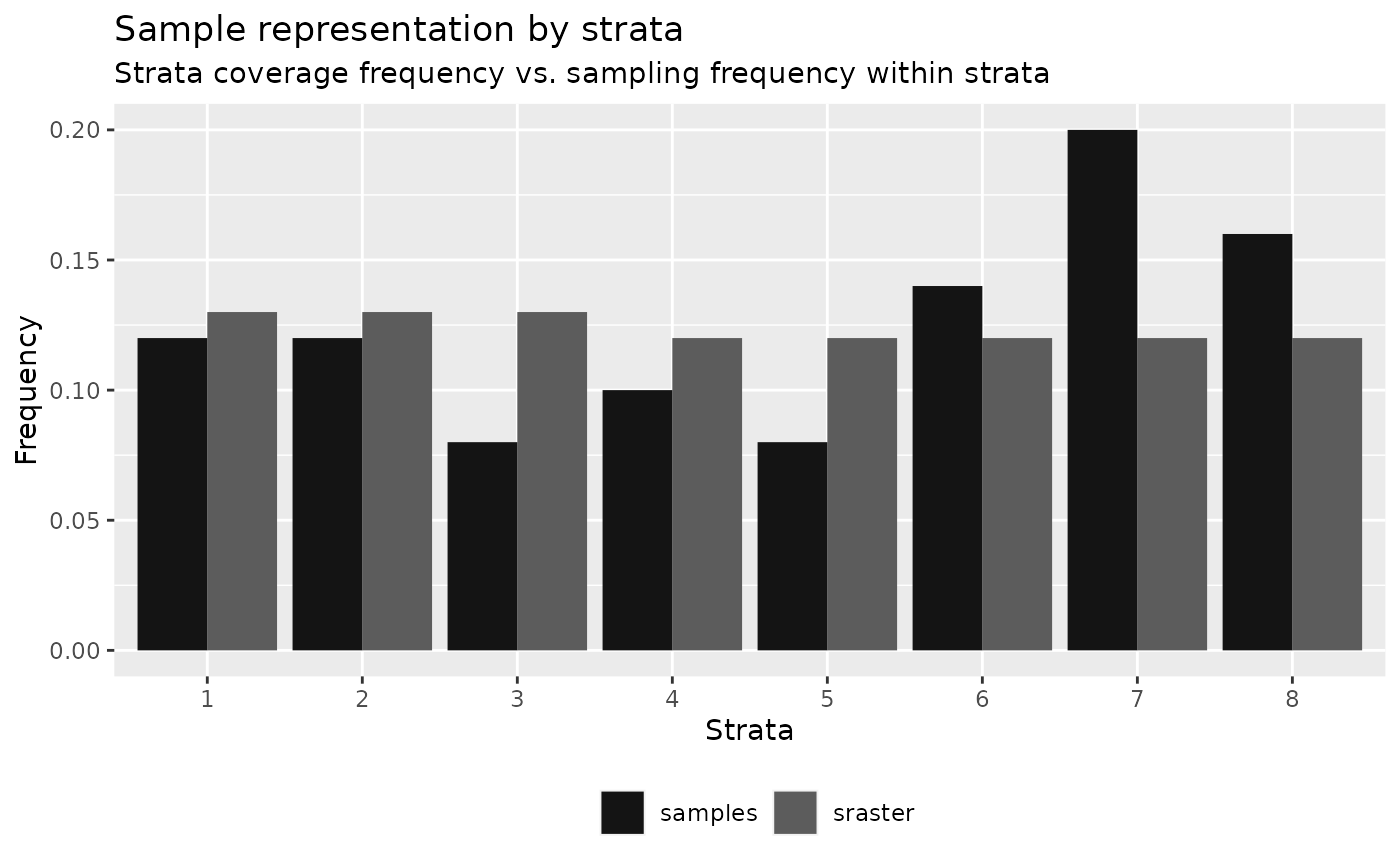 Sample representation by strata
Strata coverage frequency vs. sampling frequency within strata
Frequency
0.20
0.15
0.10
0.05
0.00
1 2 3 4 5 6 7 8
Strata
samples sraster